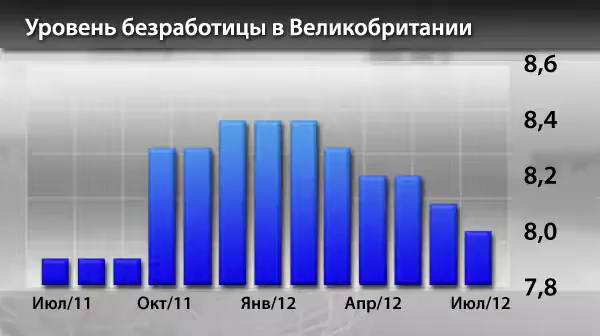 Уровень безработицы в Великобритании
8,6
8,4
8,2
8,0
7,8
Июл/11 Окт/11 Янв/12 Апр/12 Июл/12